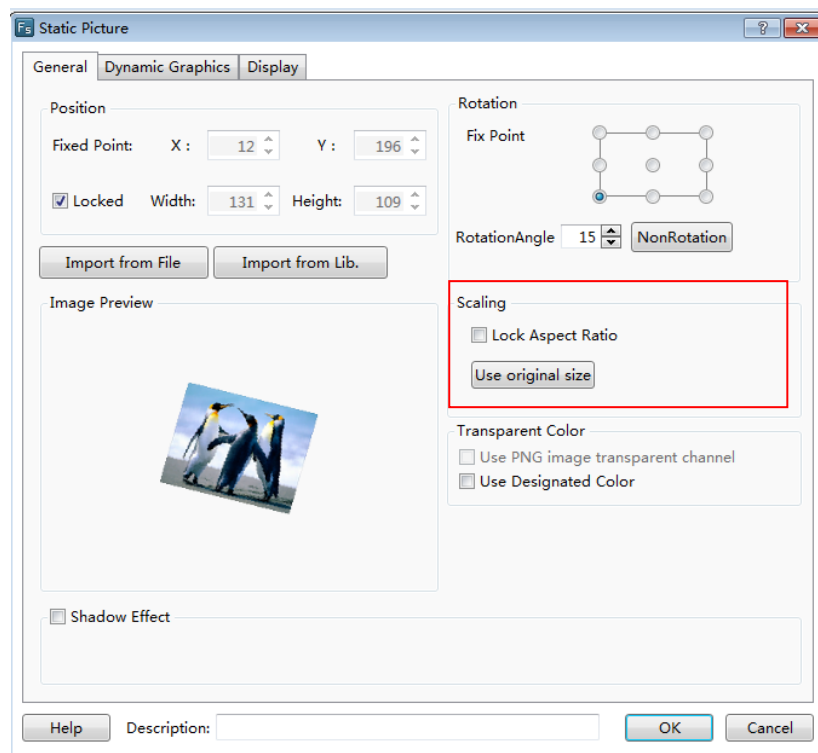 Fs Static Picture
General Dynamic Graphics Display
Position
Fixed Point: X : 12 Y : 196
Locked Width: 131 Height: 109
Import from File Import from Lib.
Image Preview
Rotation
Fix Point
RotationAngle 15 NonRotation
Scaling
Lock Aspect Ratio
Use original size
Transparent Color
Use PNG image transparent channel
Use Designated Color
Shadow Effect
Help Description: OK Cancel